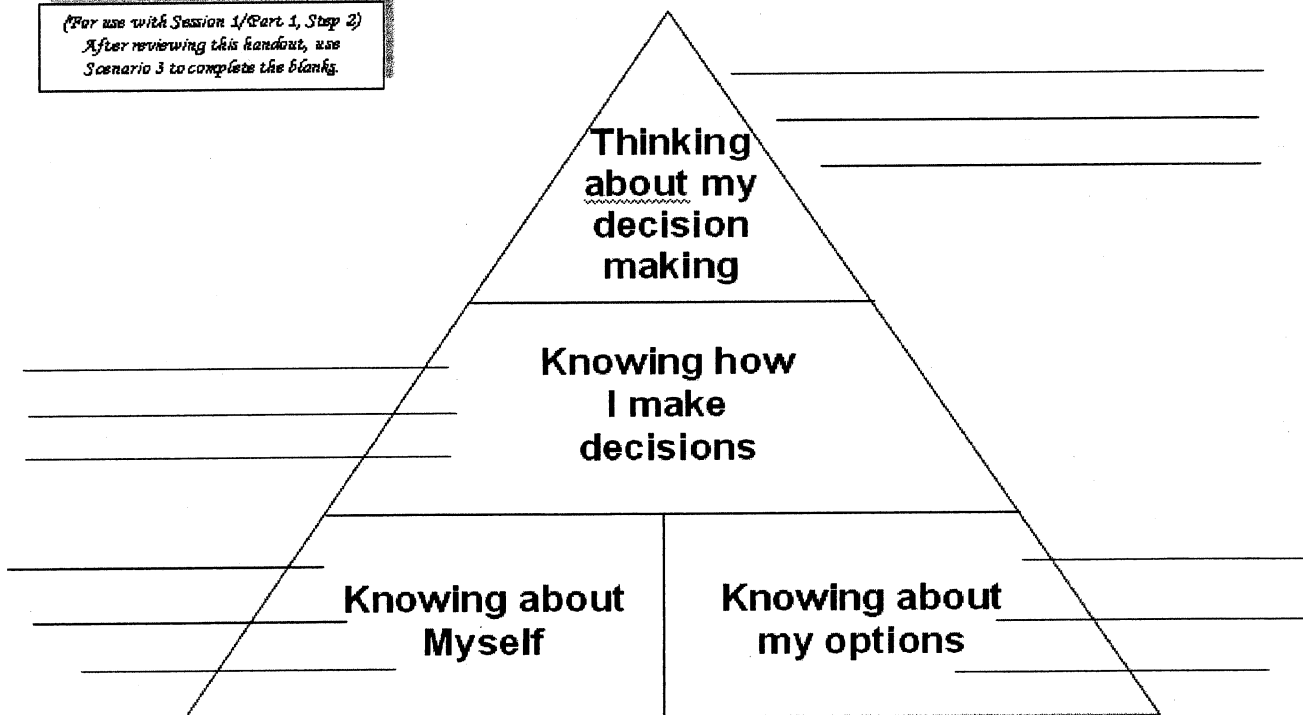 (For use with Session 1/Part 1, Step 2)
After reviewing this handout, use
Scenario 3 to complete the blanks.
Thinking
about my
decision
making
Knowing how
I make
decisions
Knowing about
Myself
Knowing about
my options